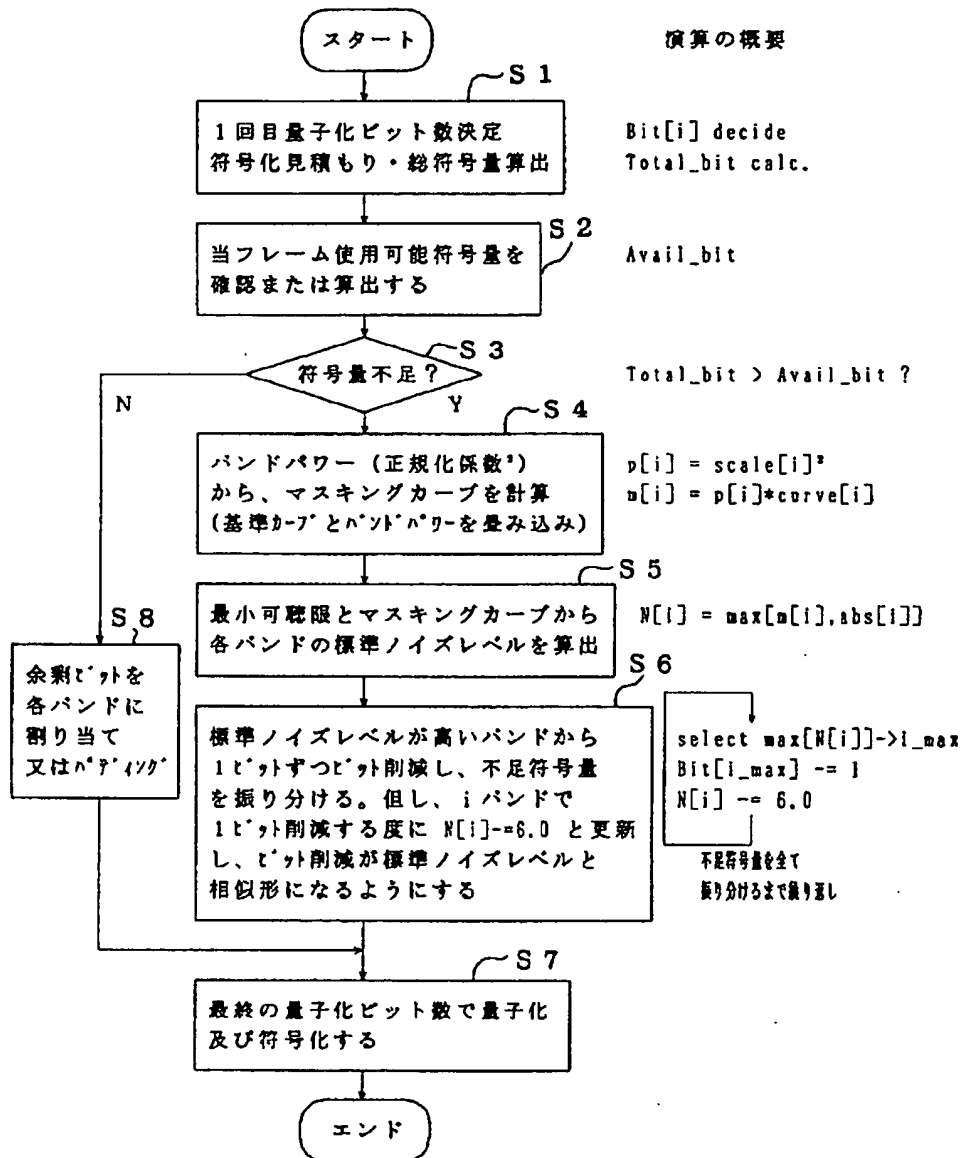 スタート
演算の概要
S1
1回目量子化ビット数決定
符号化見積もり・総符号量算出
Bit[i] decide
Total_bit calc.
S2
当フレーム使用可能符号量を
確認または算出する
Avail_bit
S3
符号量不足？
Total_bit > Avail_bit ?
N
Y
S4
バンドパワー（正規化係数²）
から、マスキングカーブを計算
(基準ｶｰﾌﾞとﾊﾞﾝﾄﾞﾊﾟﾜｰを畳み込み)
p[i] = scale[i]²
m[i] = p[i]*curve[i]
S5
最小可聴限とマスキングカーブから
各バンドの標準ノイズレベルを算出
N[i] = max[m[i],abs[i]]
S8
余剰ﾋﾞｯﾄを
各バンドに
割り当て
又はﾊﾟﾃﾞｨﾝｸﾞ
S6
標準ノイズレベルが高いバンドから
1ﾋﾞｯﾄずつビット削減し、不足符号量
を振り分ける。但し、iバンドで
1ﾋﾞｯﾄ削減する度に N[i]-=6.0 と更新
し、ﾋﾞｯﾄ削減が標準ノイズレベルと
相似形になるようにする
select max[N[i]]->i_max
Bit[i_max] -= 1
N[i] -= 6.0
不足符号量を全て
振り分けるまで繰り返し
S7
最終の量子化ビット数で量子化
及び符号化する
エンド